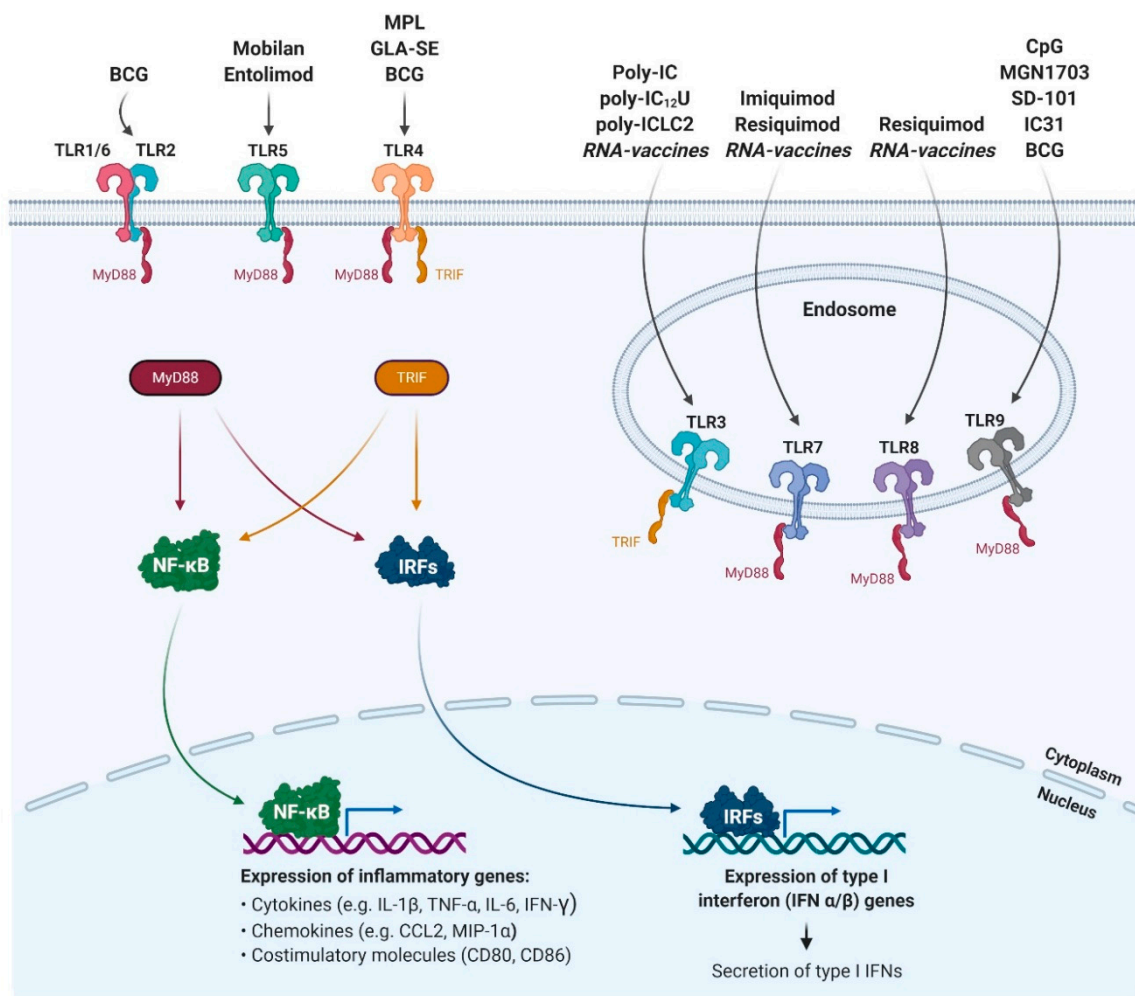 BCG
TLR1/6
TLR2
MyD88
Mobilan
Entolimod
TLR5
MyD88
MPL
GLA-SE
BCG
TLR4
MyD88
TRIF
Poly-IC
poly-IC₁₂U
poly-ICLC2
RNA-vaccines
Imiquimod
Resiquimod
RNA-vaccines
Resiquimod
RNA-vaccines
CpG
MGN1703
SD-101
IC31
BCG
Endosome
TLR3
TRIF
TLR7
MyD88
TLR8
MyD88
TLR9
MyD88
MyD88
TRIF
NF-κB
IRFs
Cytoplasm
Nucleus
NF-κB
Expression of inflammatory genes:
• Cytokines (e.g. IL-1β, TNF-α, IL-6, IFN-γ)
• Chemokines (e.g. CCL2, MIP-1α)
• Costimulatory molecules (CD80, CD86)
IRFs
Expression of type I
interferon (IFN α/β) genes
Secretion of type I IFNs